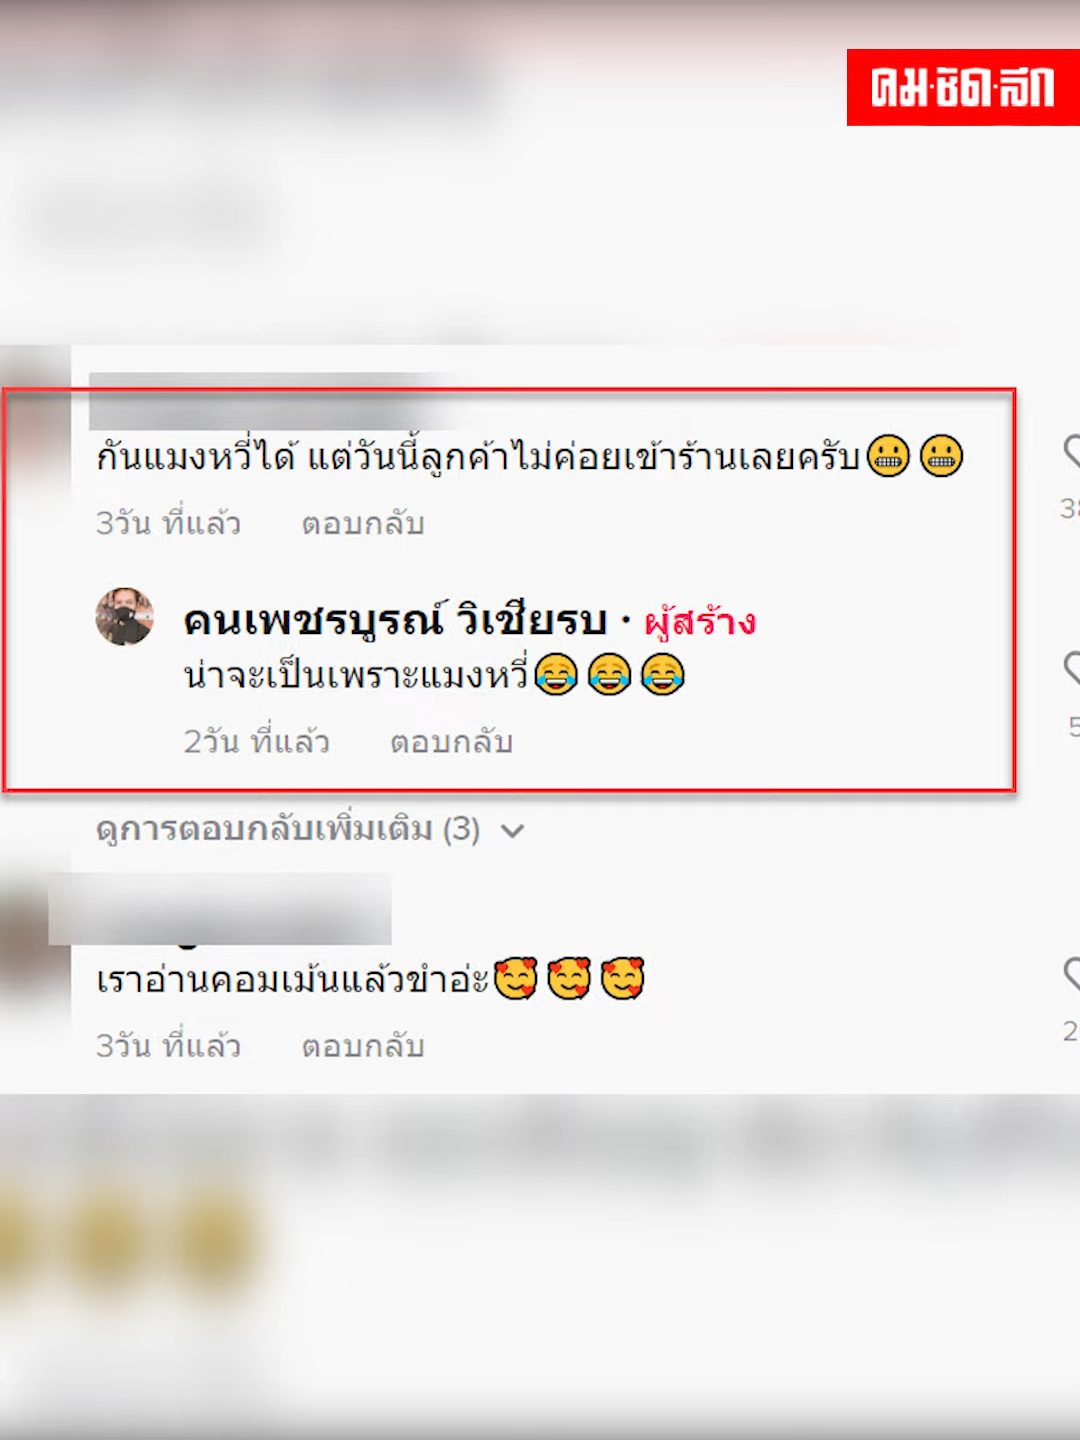 คม·ชัด·ลึก
กันแมงหวี่ได้ แต่วันนี้ลูกค้าไม่ค่อยเข้าร้านเลยครับ😬😬
3วัน ที่แล้ว ตอบกลับ
คนเพชรบูรณ์ วิเชียรบ · ผู้สร้าง
น่าจะเป็นเพราะแมงหวี่😂😂😂
2วัน ที่แล้ว ตอบกลับ
ดูการตอบกลับเพิ่มเติม (3)
เราอ่านคอมเม้นแล้วขำอ่ะ🥰🥰🥰
3วัน ที่แล้ว ตอบกลับ